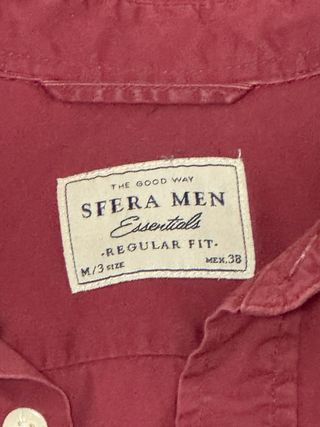 THE GOOD WAY
SFERA MEN
Essentials
·REGULAR FIT·
M/3 SIZE MEX.38